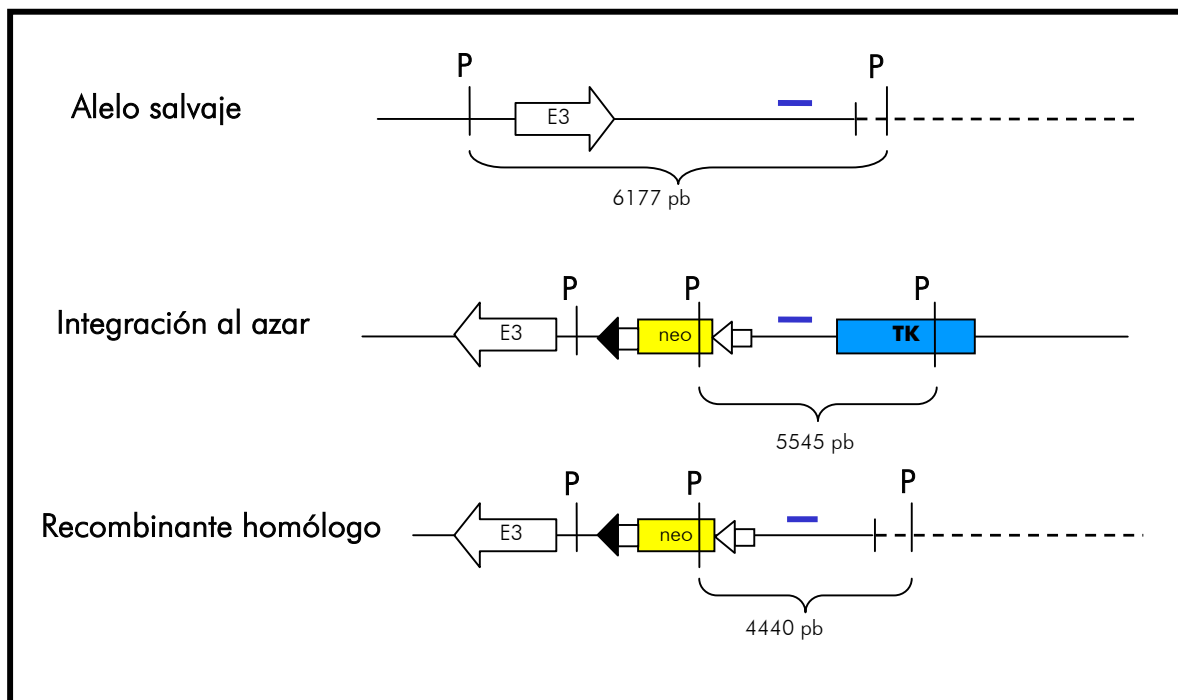 P P
Alelo salvaje
E3
6177 pb
P P P
Integración al azar
E3 neo TK
5545 pb
P P P
Recombinante homólogo
E3 neo
4440 pb